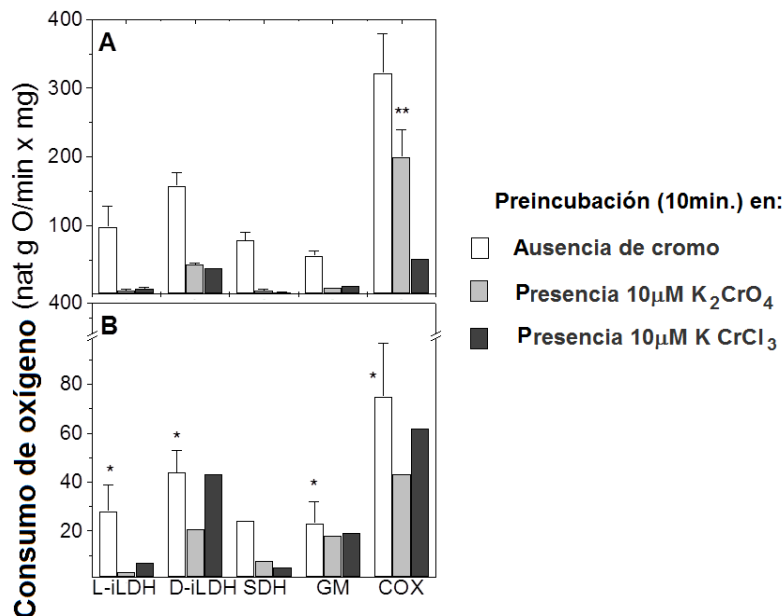 Consumo de oxígeno (nat g O/min x mg)
400
A
300
**
200
100
400
B
80
60
40
20
*
*
*
*
L-iLDH D-iLDH SDH GM COX
Preincubación (10min.) en:
Ausencia de cromo
Presencia 10μM K₂CrO₄
Presencia 10μM K CrCl₃